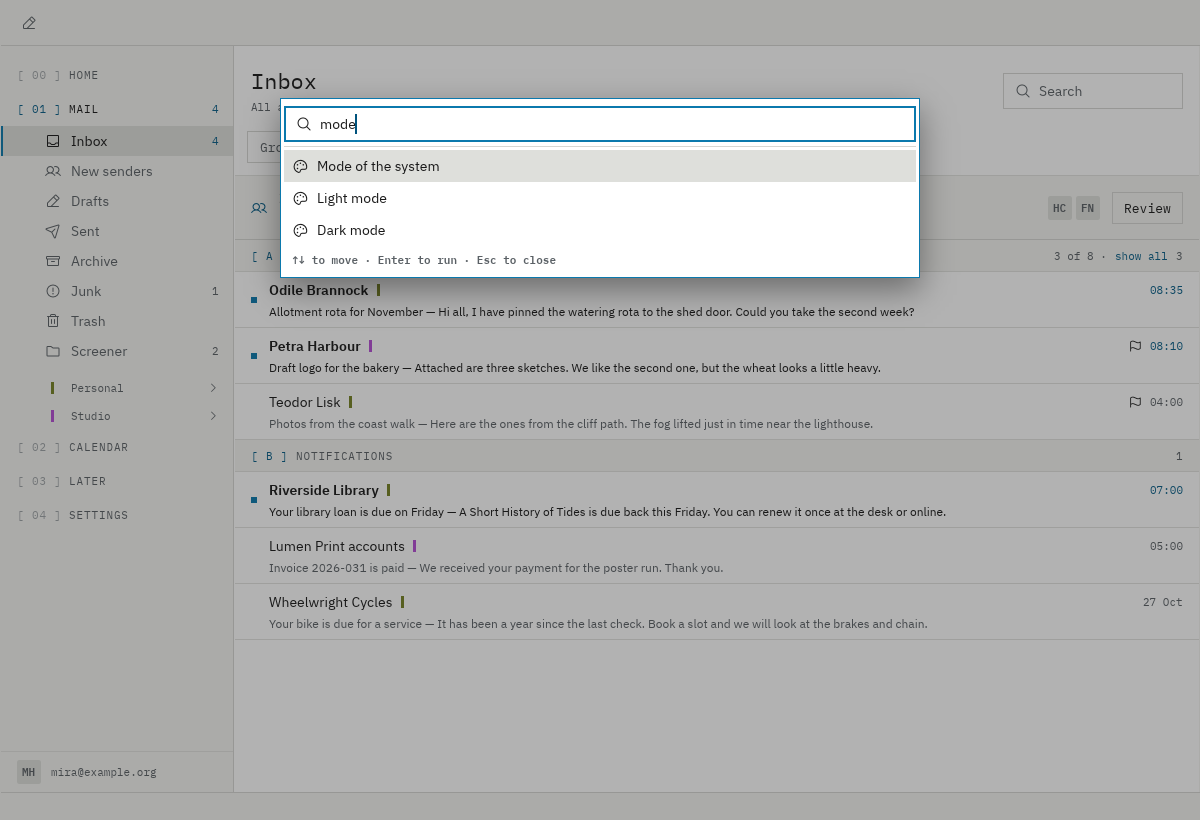 [ 00 ] HOME
[ 01 ] MAIL 4
Inbox 4
New senders
Drafts
Sent
Archive
Junk 1
Trash
Screener 2
Personal
Studio
[ 02 ] CALENDAR
[ 03 ] LATER
[ 04 ] SETTINGS
MH mira@example.org
Inbox
All
Search
mode
Mode of the system
Light mode
Dark mode
↑↓ to move · Enter to run · Esc to close
HC FN Review
[ A 3 of 8 · show all 3
Odile Brannock 08:35
Allotment rota for November — Hi all, I have pinned the watering rota to the shed door. Could you take the second week?
Petra Harbour 08:10
Draft logo for the bakery — Attached are three sketches. We like the second one, but the wheat looks a little heavy.
Teodor Lisk 04:00
Photos from the coast walk — Here are the ones from the cliff path. The fog lifted just in time near the lighthouse.
[ B ] NOTIFICATIONS 1
Riverside Library 07:00
Your library loan is due on Friday — A Short History of Tides is due back this Friday. You can renew it once at the desk or online.
Lumen Print accounts 05:00
Invoice 2026-031 is paid — We received your payment for the poster run. Thank you.
Wheelwright Cycles 27 Oct
Your bike is due for a service — It has been a year since the last check. Book a slot and we will look at the brakes and chain.